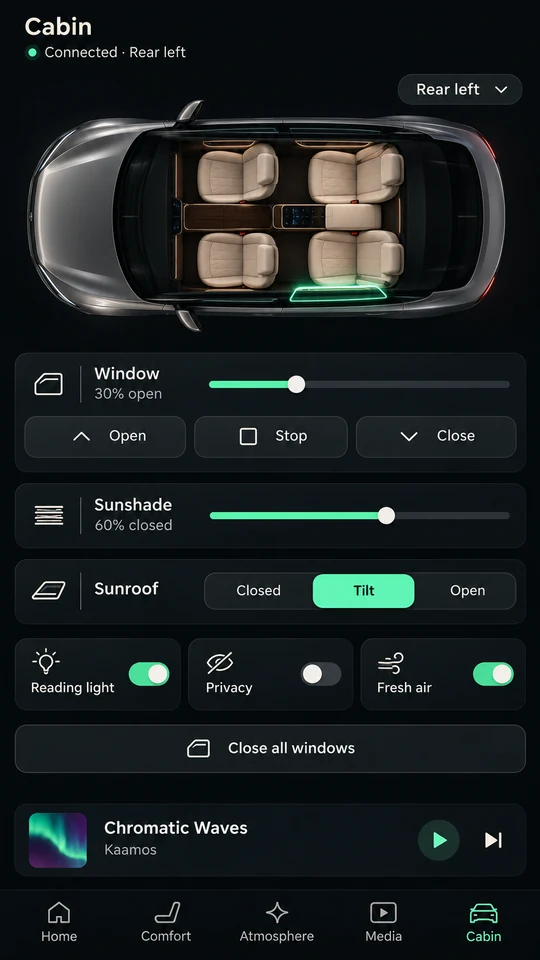 Cabin
Connected · Rear left
Rear left
Window
30% open
Open
Stop
Close
Sunshade
60% closed
Sunroof
Closed
Tilt
Open
Reading light
Privacy
Fresh air
Close all windows
Chromatic Waves
Kaamos
Home
Comfort
Atmosphere
Media
Cabin